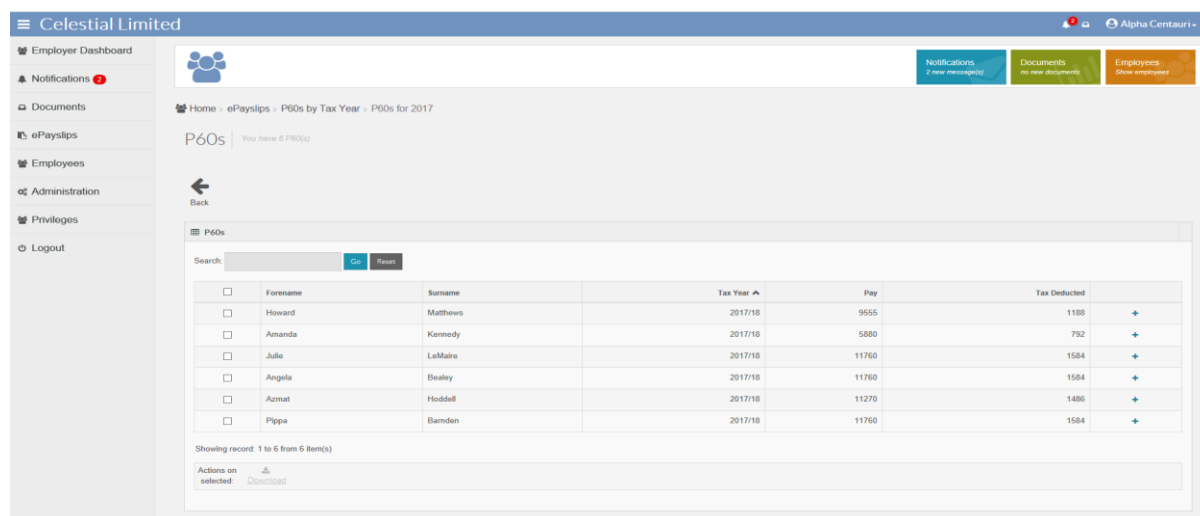 Celestial Limited
2
Alpha Centauri
Employer Dashboard
Notifications 2
Documents
ePayslips
Employees
Administration
Privileges
Logout
Notifications
2 new message(s)
Documents
no new documents
Employees
Show employees
Home > ePayslips > P60s by Tax Year > P60s for 2017
P60s You have 6 P60(s)
Back
P60s
Search: Go Reset
Forename Surname Tax Year Pay Tax Deducted
Howard Matthews 2017/18 9555 1188 +
Amanda Kennedy 2017/18 5880 792 +
Julie LeMaire 2017/18 11760 1584 +
Angela Bealey 2017/18 11760 1584 +
Azmat Hoddell 2017/18 11270 1486 +
Pippa Barnden 2017/18 11760 1584 +
Showing record: 1 to 6 from 6 item(s)
Actions on
selected: Download